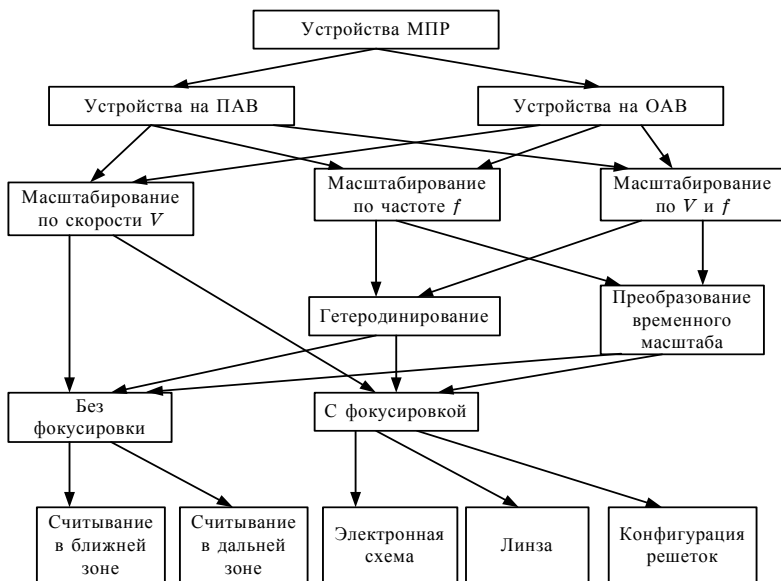 Устройства МПР
Устройства на ПАВ
Устройства на ОАВ
Масштабирование
по скорости V
Масштабирование
по частоте f
Масштабирование
по V и f
Гетеродинирование
Преобразование
временного
масштаба
Без
фокусировки
С фокусировкой
Считывание
в ближней
зоне
Считывание
в дальней
зоне
Электронная
схема
Линза
Конфигурация
решеток